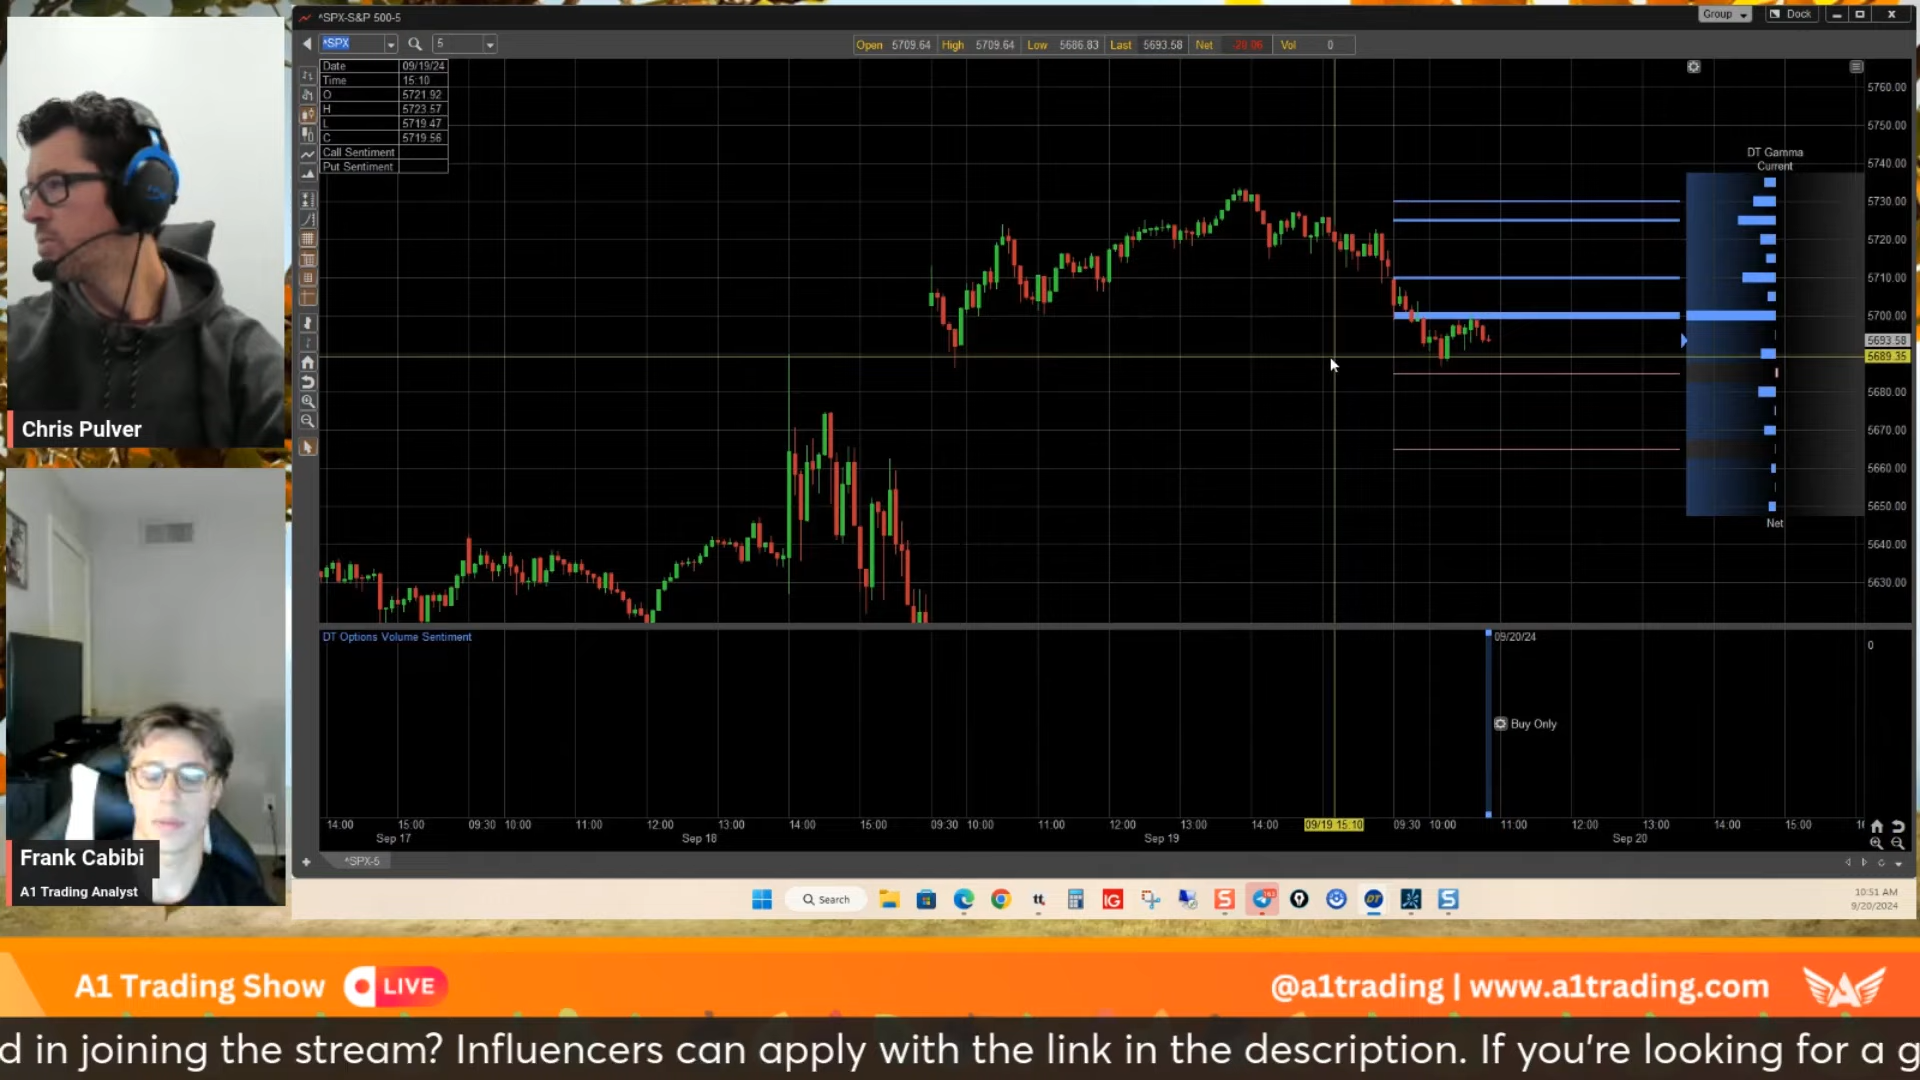 ^SPX-S&P 500-5
Group
Dock
^SPX
5
Open 5709.64 High 5709.64 Low 5686.83 Last 5693.58 Net -20.06 Vol 0
Date 09/19/24
Time 15:10
O 5721.92
H 5723.57
L 5719.47
C 5719.56
Call Sentiment
Put Sentiment
DT Gamma
Current
5760.00
5750.00
5740.00
5730.00
5720.00
5710.00
5700.00
5693.58
5689.35
5680.00
5670.00
5660.00
5650.00
5640.00
5630.00
Net
Chris Pulver
DT Options Volume Sentiment
09/20/24
0
Buy Only
14:00 15:00 09:30 10:00 11:00 12:00 13:00 14:00 15:00 09:30 10:00 11:00 12:00 13:00 14:00 09/19 15:10 09:30 10:00 11:00 12:00 13:00 14:00 15:00
Sep 17 Sep 18 Sep 19 Sep 20
^SPX-5
Frank Cabibi
A1 Trading Analyst
Search
tt
IG
DT
10:51 AM
9/20/2024
A1 Trading Show LIVE
@a1trading | www.a1trading.com
d in joining the stream? Influencers can apply with the link in the description. If you're looking for a g